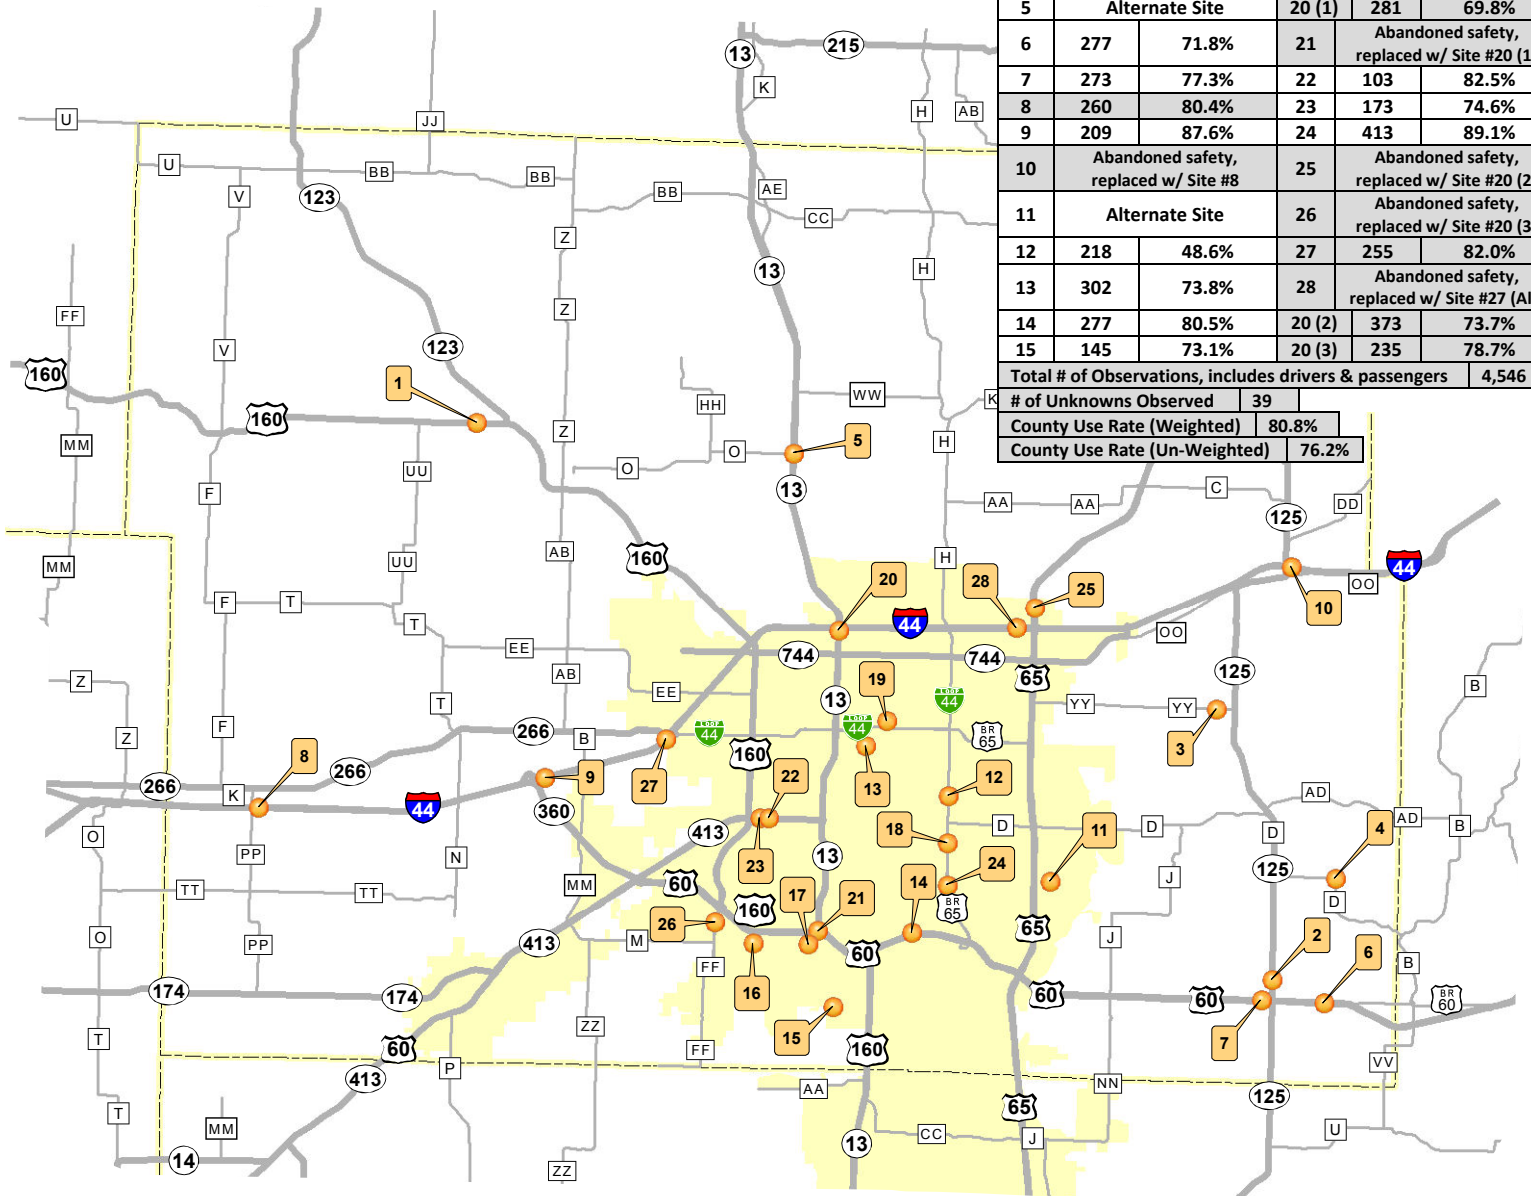 5 Alternate Site 20 (1) 281 69.8%
6 277 71.8% 21 Abandoned safety,
replaced w/ Site #20 (1
7 273 77.3% 22 103 82.5%
8 260 80.4% 23 173 74.6%
9 209 87.6% 24 413 89.1%
10 Abandoned safety, 25 Abandoned safety,
replaced w/ Site #8 replaced w/ Site #20 (2
11 Alternate Site 26 Abandoned safety,
replaced w/ Site #20 (3
12 218 48.6% 27 255 82.0%
13 302 73.8% 28 Abandoned safety,
replaced w/ Site #27 (Al
14 277 80.5% 20 (2) 373 73.7%
15 145 73.1% 20 (3) 235 78.7%
Total # of Observations, includes drivers & passengers 4,546
# of Unknowns Observed 39
County Use Rate (Weighted) 80.8%
County Use Rate (Un-Weighted) 76.2%
13 215
K
H AB
U JJ
U BB BB
V 123 BB AE
CC
Z
13 H
Z
FF
V 123
160 1
160 HH WW K
MM Z
O O 5 H
UU
F 13
AA AA C DD
125
AB 160
MM UU H
44
20 28 25 10 OO
F T
T 44
EE 744 744 OO
125
AB 65
Z EE 19 LOOP 44 B
T 13 YY YY
F 266 LOOP 44 LOOP 44 BR 65 3
Z B 160
8 266 9 27 22 13 12
266 K AD
44 360
413 18 D D 11 D 4 AD B
O 23 13
PP N
TT TT MM 60 14 24 125 J
160 17 21 BR 65 D
26
O PP 413 M 65 J 2 6 B
FF 60
16
174 174 60 60 BR 60
15 7
T ZZ
60 FF 160
413 P VV
AA NN
T 65 125
MM CC J U
14 13
ZZ